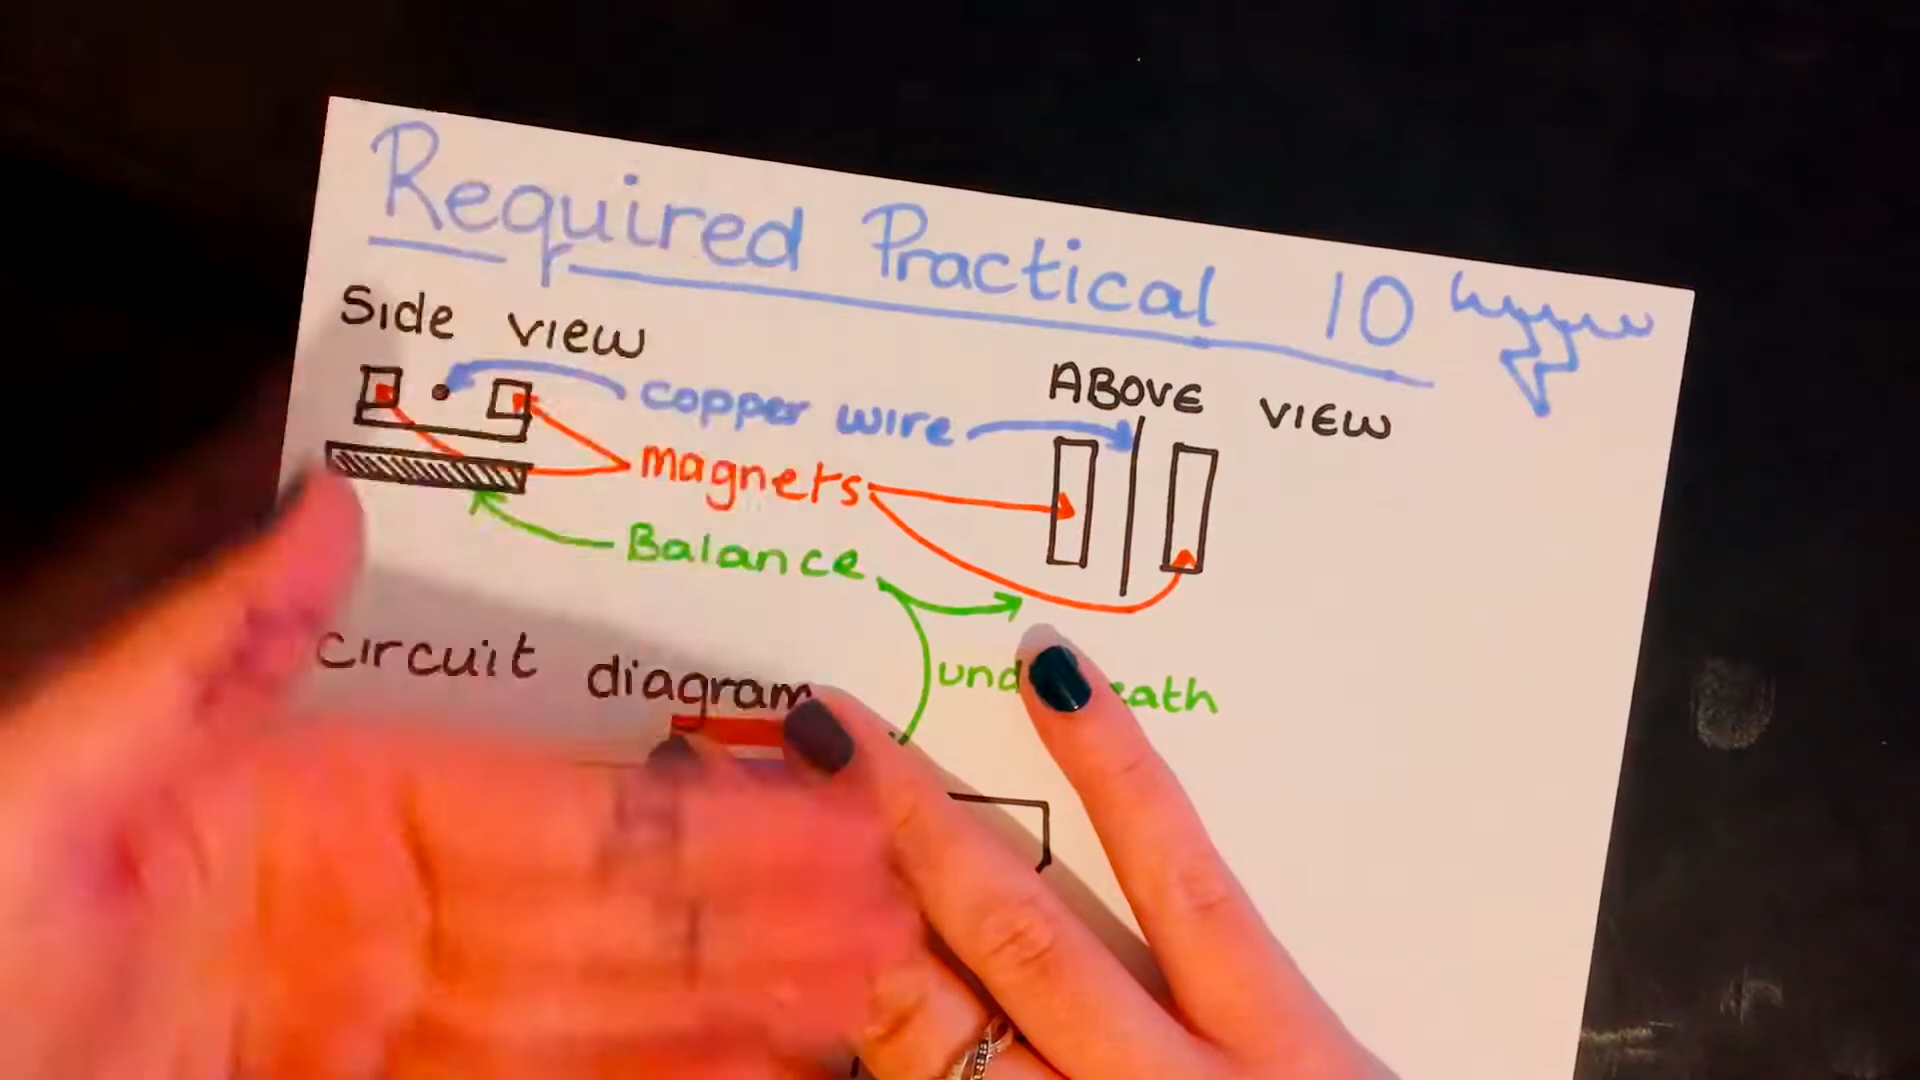 Required Practical 10
Side view
copper wire
ABOVE VIEW
magnets
Balance
circuit diagram